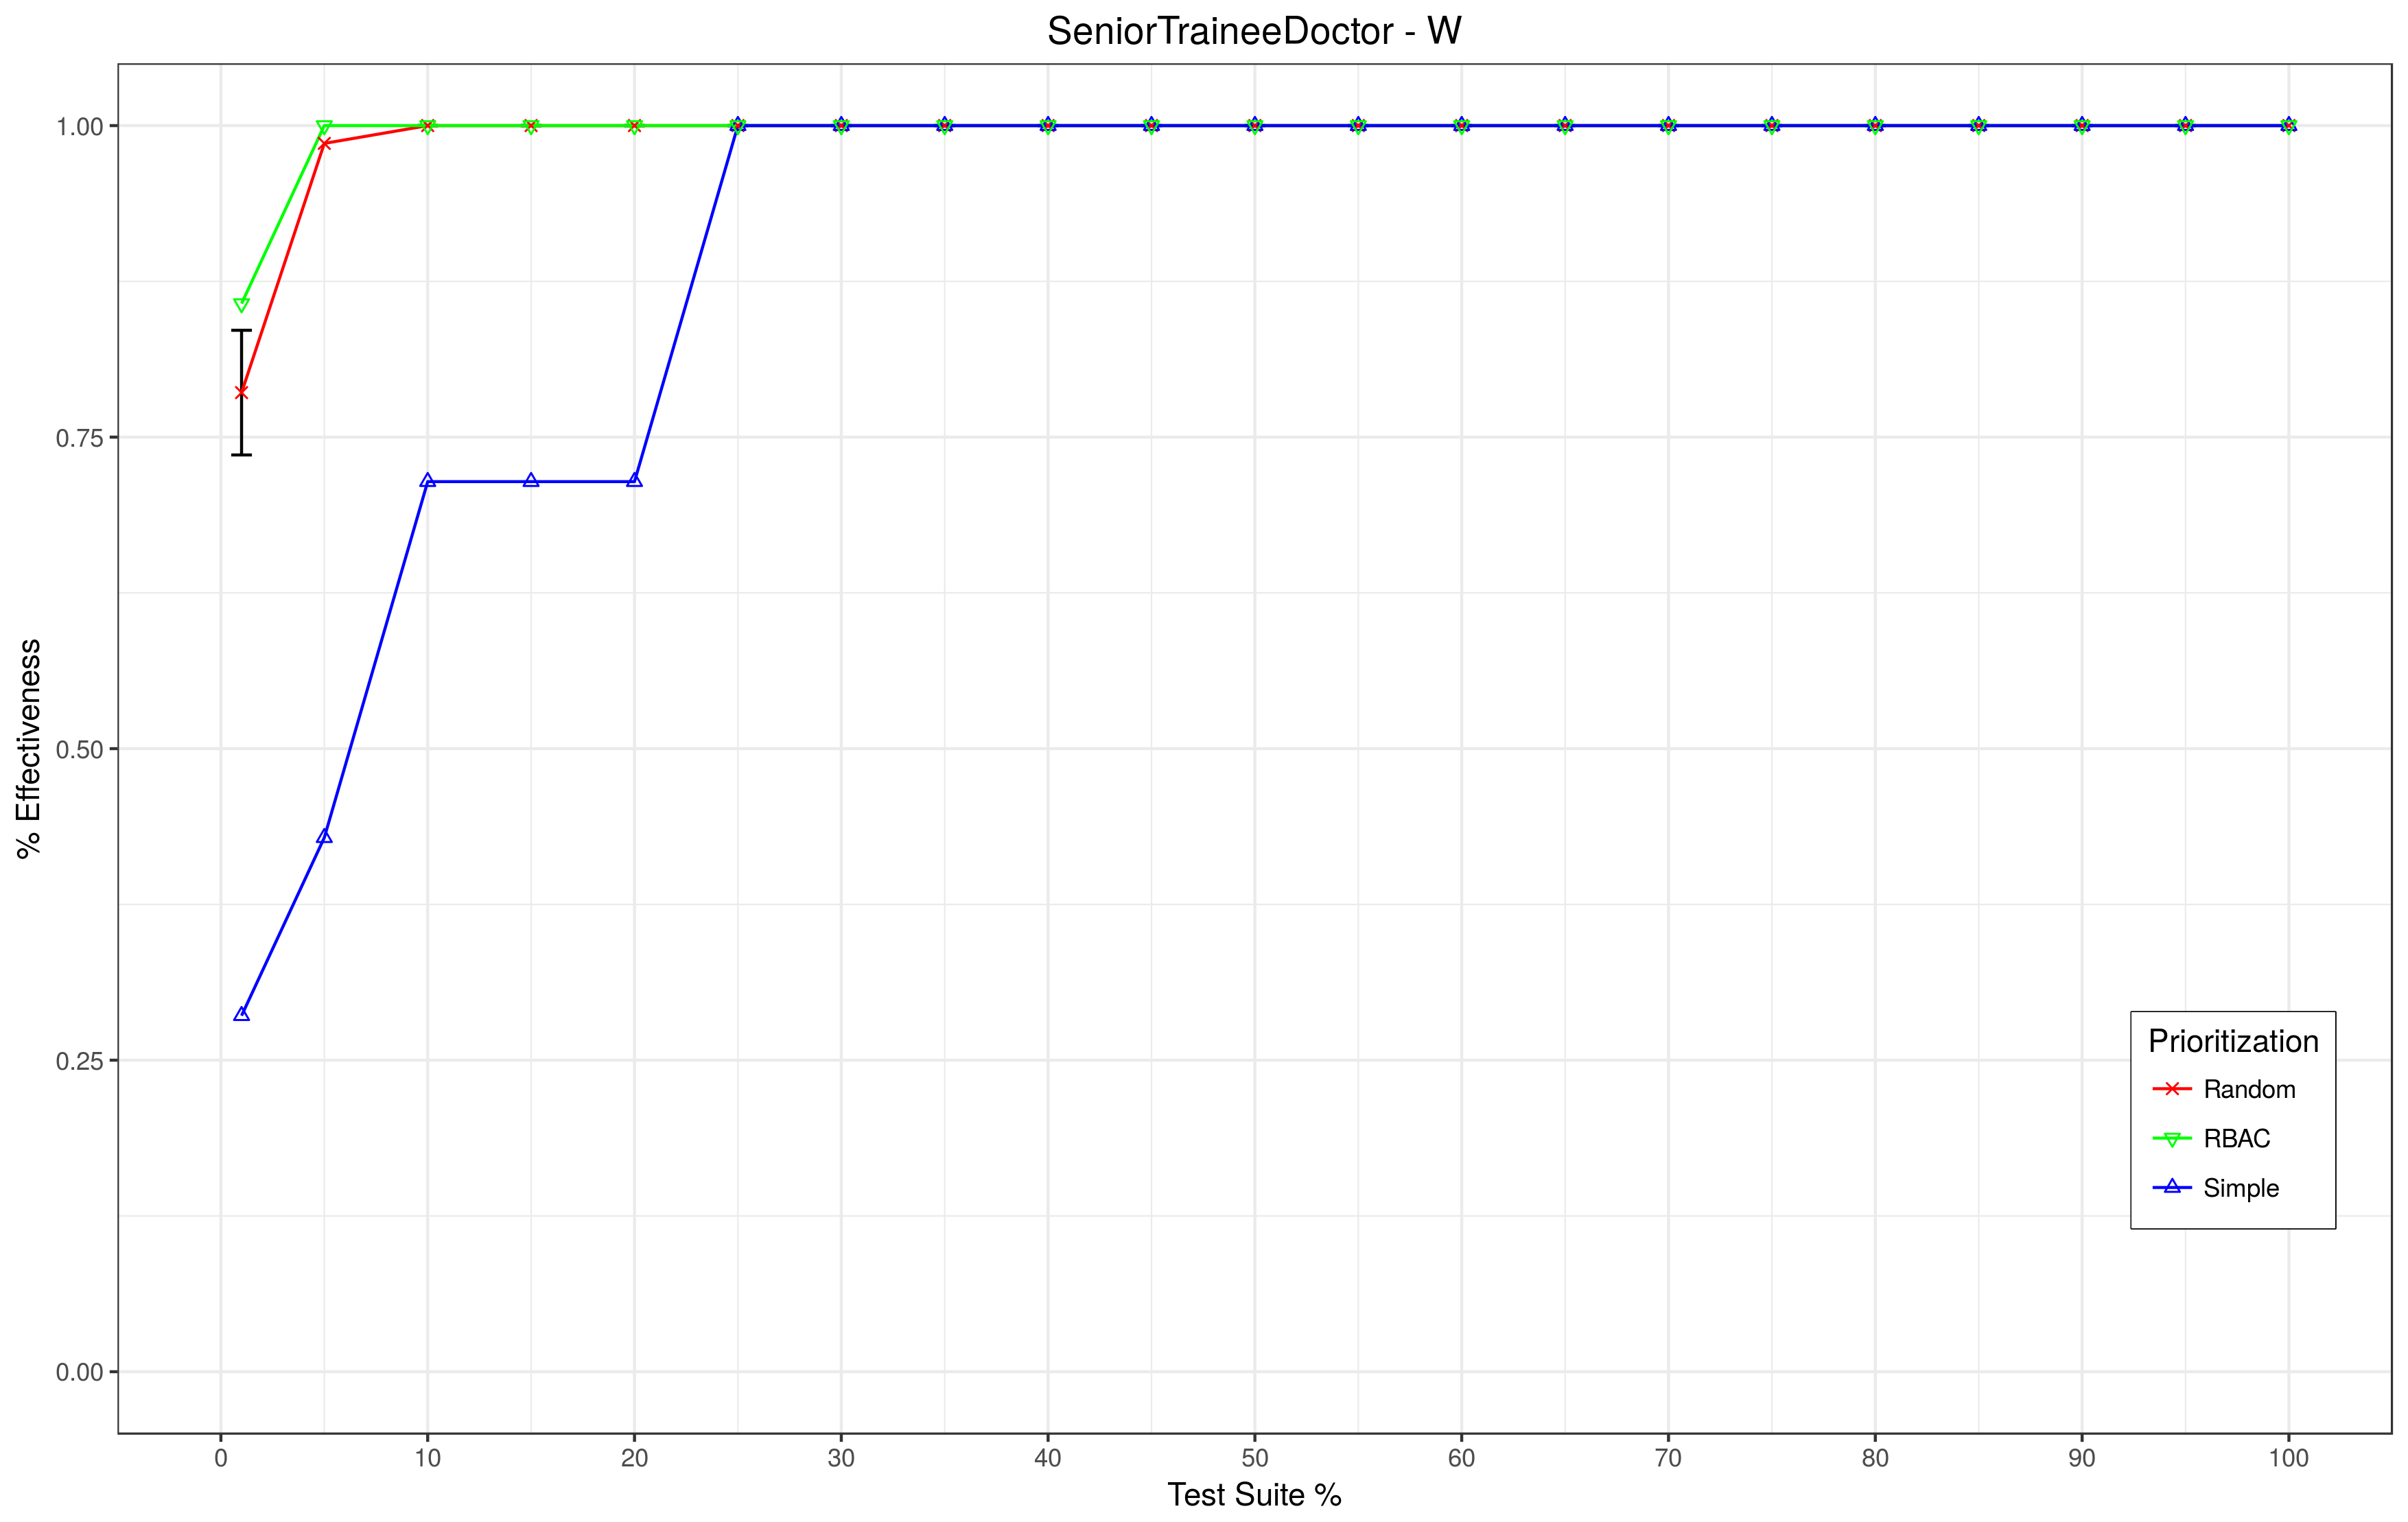 SeniorTraineeDoctor - W
1.00
0.75
0.50
0.25
0.00
% Effectiveness
0 10 20 30 40 50 60 70 80 90 100
Test Suite %
Prioritization
Random
RBAC
Simple